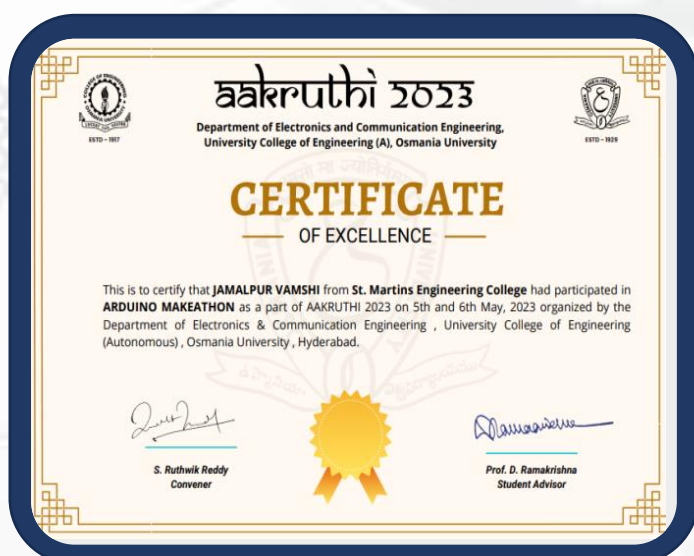 aakruthi 2023
Department of Electronics and Communication Engineering,
University College of Engineering (A), Osmania University
ESTD - 1917
ESTD - 1929
CERTIFICATE
OF EXCELLENCE
This is to certify that JAMALPUR VAMSHI from St. Martins Engineering College had participated in
ARDUINO MAKEATHON as a part of AAKRUTHI 2023 on 5th and 6th May, 2023 organized by the
Department of Electronics & Communication Engineering , University College of Engineering
(Autonomous) , Osmania University , Hyderabad.
S. Ruthwik Reddy
Convener
Prof. D. Ramakrishna
Student Advisor